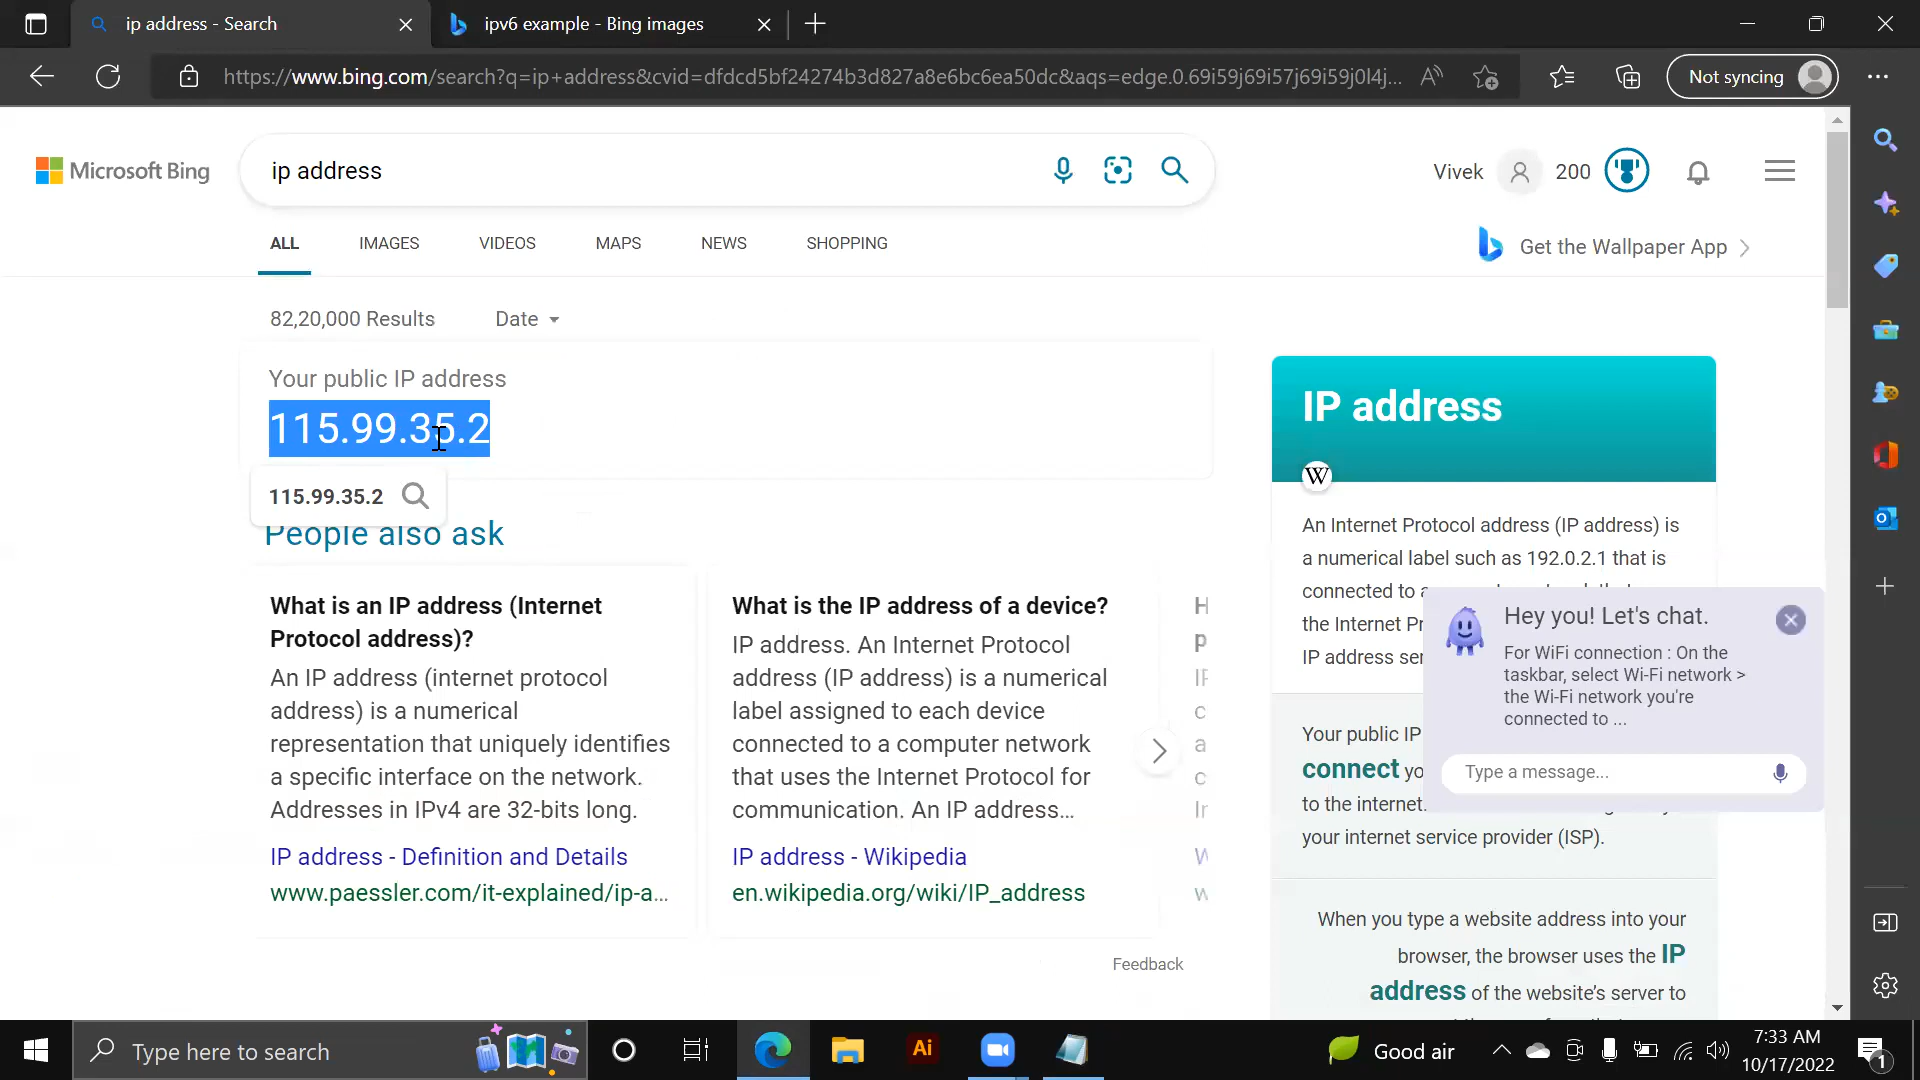 ip address - Search
ipv6 example - Bing images
https://www.bing.com/search?q=ip+address&cvid=dfdcd5bf24274b3d827a8e6bc6ea50dc&aqs=edge.0.69i59j69i57j69i59j0l4j...
Not syncing
Microsoft Bing
ip address
Vivek
200
ALL
IMAGES
VIDEOS
MAPS
NEWS
SHOPPING
Get the Wallpaper App
82,20,000 Results
Date
Your public IP address
115.99.35.2
115.99.35.2
People also ask
What is an IP address (Internet
Protocol address)?
An IP address (internet protocol
address) is a numerical
representation that uniquely identifies
a specific interface on the network.
Addresses in IPv4 are 32-bits long.
IP address - Definition and Details
www.paessler.com/it-explained/ip-a...
What is the IP address of a device?
IP address. An Internet Protocol
address (IP address) is a numerical
label assigned to each device
connected to a computer network
that uses the Internet Protocol for
communication. An IP address...
IP address - Wikipedia
en.wikipedia.org/wiki/IP_address
Feedback
IP address
W
An Internet Protocol address (IP address) is
a numerical label such as 192.0.2.1 that is
connected to a
the Internet
IP address
Your public IP
connect
to the internet.
your internet service provider (ISP).
When you type a website address into your
browser, the browser uses the IP
address of the website's server to
Hey you! Let's chat.
For WiFi connection : On the
taskbar, select Wi-Fi network >
the Wi-Fi network you're
connected to ...
Type a message...
Type here to search
Ai
Good air
7:33 AM
10/17/2022
1